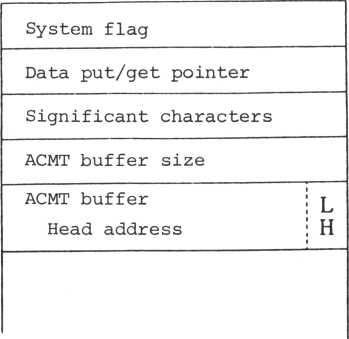 System flag
Data put/get pointer
Significant characters
ACMT buffer size
ACMT buffer L
Head address H